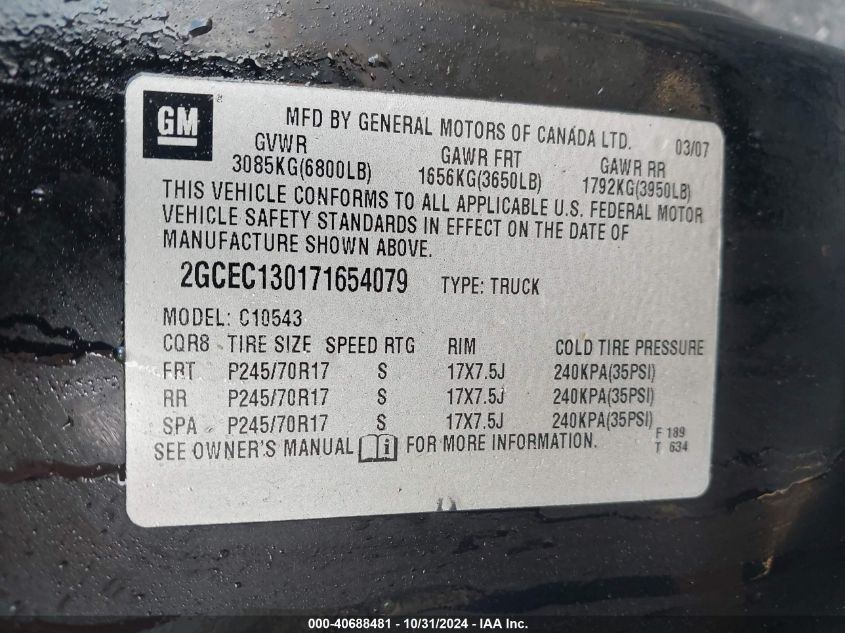 GM
MFD BY GENERAL MOTORS OF CANADA LTD. 03/07
GVWR GAWR FRT GAWR RR
3085KG(6800LB) 1656KG(3650LB) 1792KG(3950LB)
THIS VEHICLE CONFORMS TO ALL APPLICABLE U.S. FEDERAL MOTOR
VEHICLE SAFETY STANDARDS IN EFFECT ON THE DATE OF
MANUFACTURE SHOWN ABOVE.
2GCEC130171654079 TYPE: TRUCK
MODEL: C10543
CQR8 TIRE SIZE SPEED RTG RIM COLD TIRE PRESSURE
FRT P245/70R17 S 17X7.5J 240KPA(35PSI)
RR P245/70R17 S 17X7.5J 240KPA(35PSI)
SPA P245/70R17 S 17X7.5J 240KPA(35PSI)
SEE OWNER'S MANUAL i FOR MORE INFORMATION.
F 189
T 634
000-40688481 - 10/31/2024 - IAA Inc.